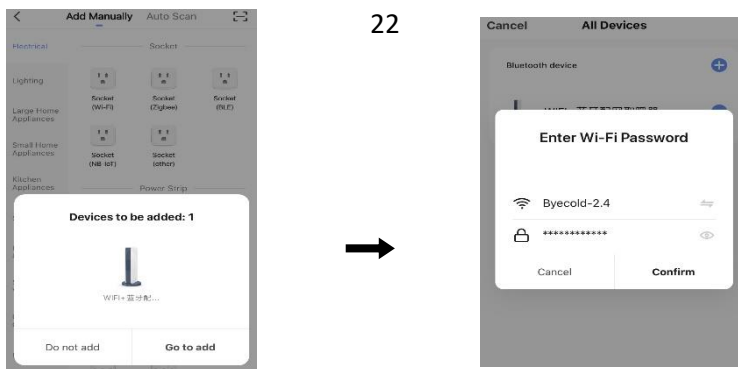 22
Add Manually Auto Scan
Electrical
Socket
Lighting
Socket (Wi-Fi)
Socket (Zigbee)
Socket (BLE)
Large Home Appliances
Small Home Appliances
Socket (NB-IoT)
Socket (other)
Kitchen Appliances
Power Strip
Devices to be added: 1
WIFI+蓝牙配...
Do not add
Go to add
Cancel
All Devices
Bluetooth device
Enter Wi-Fi Password
Byecold-2.4
************
Cancel
Confirm